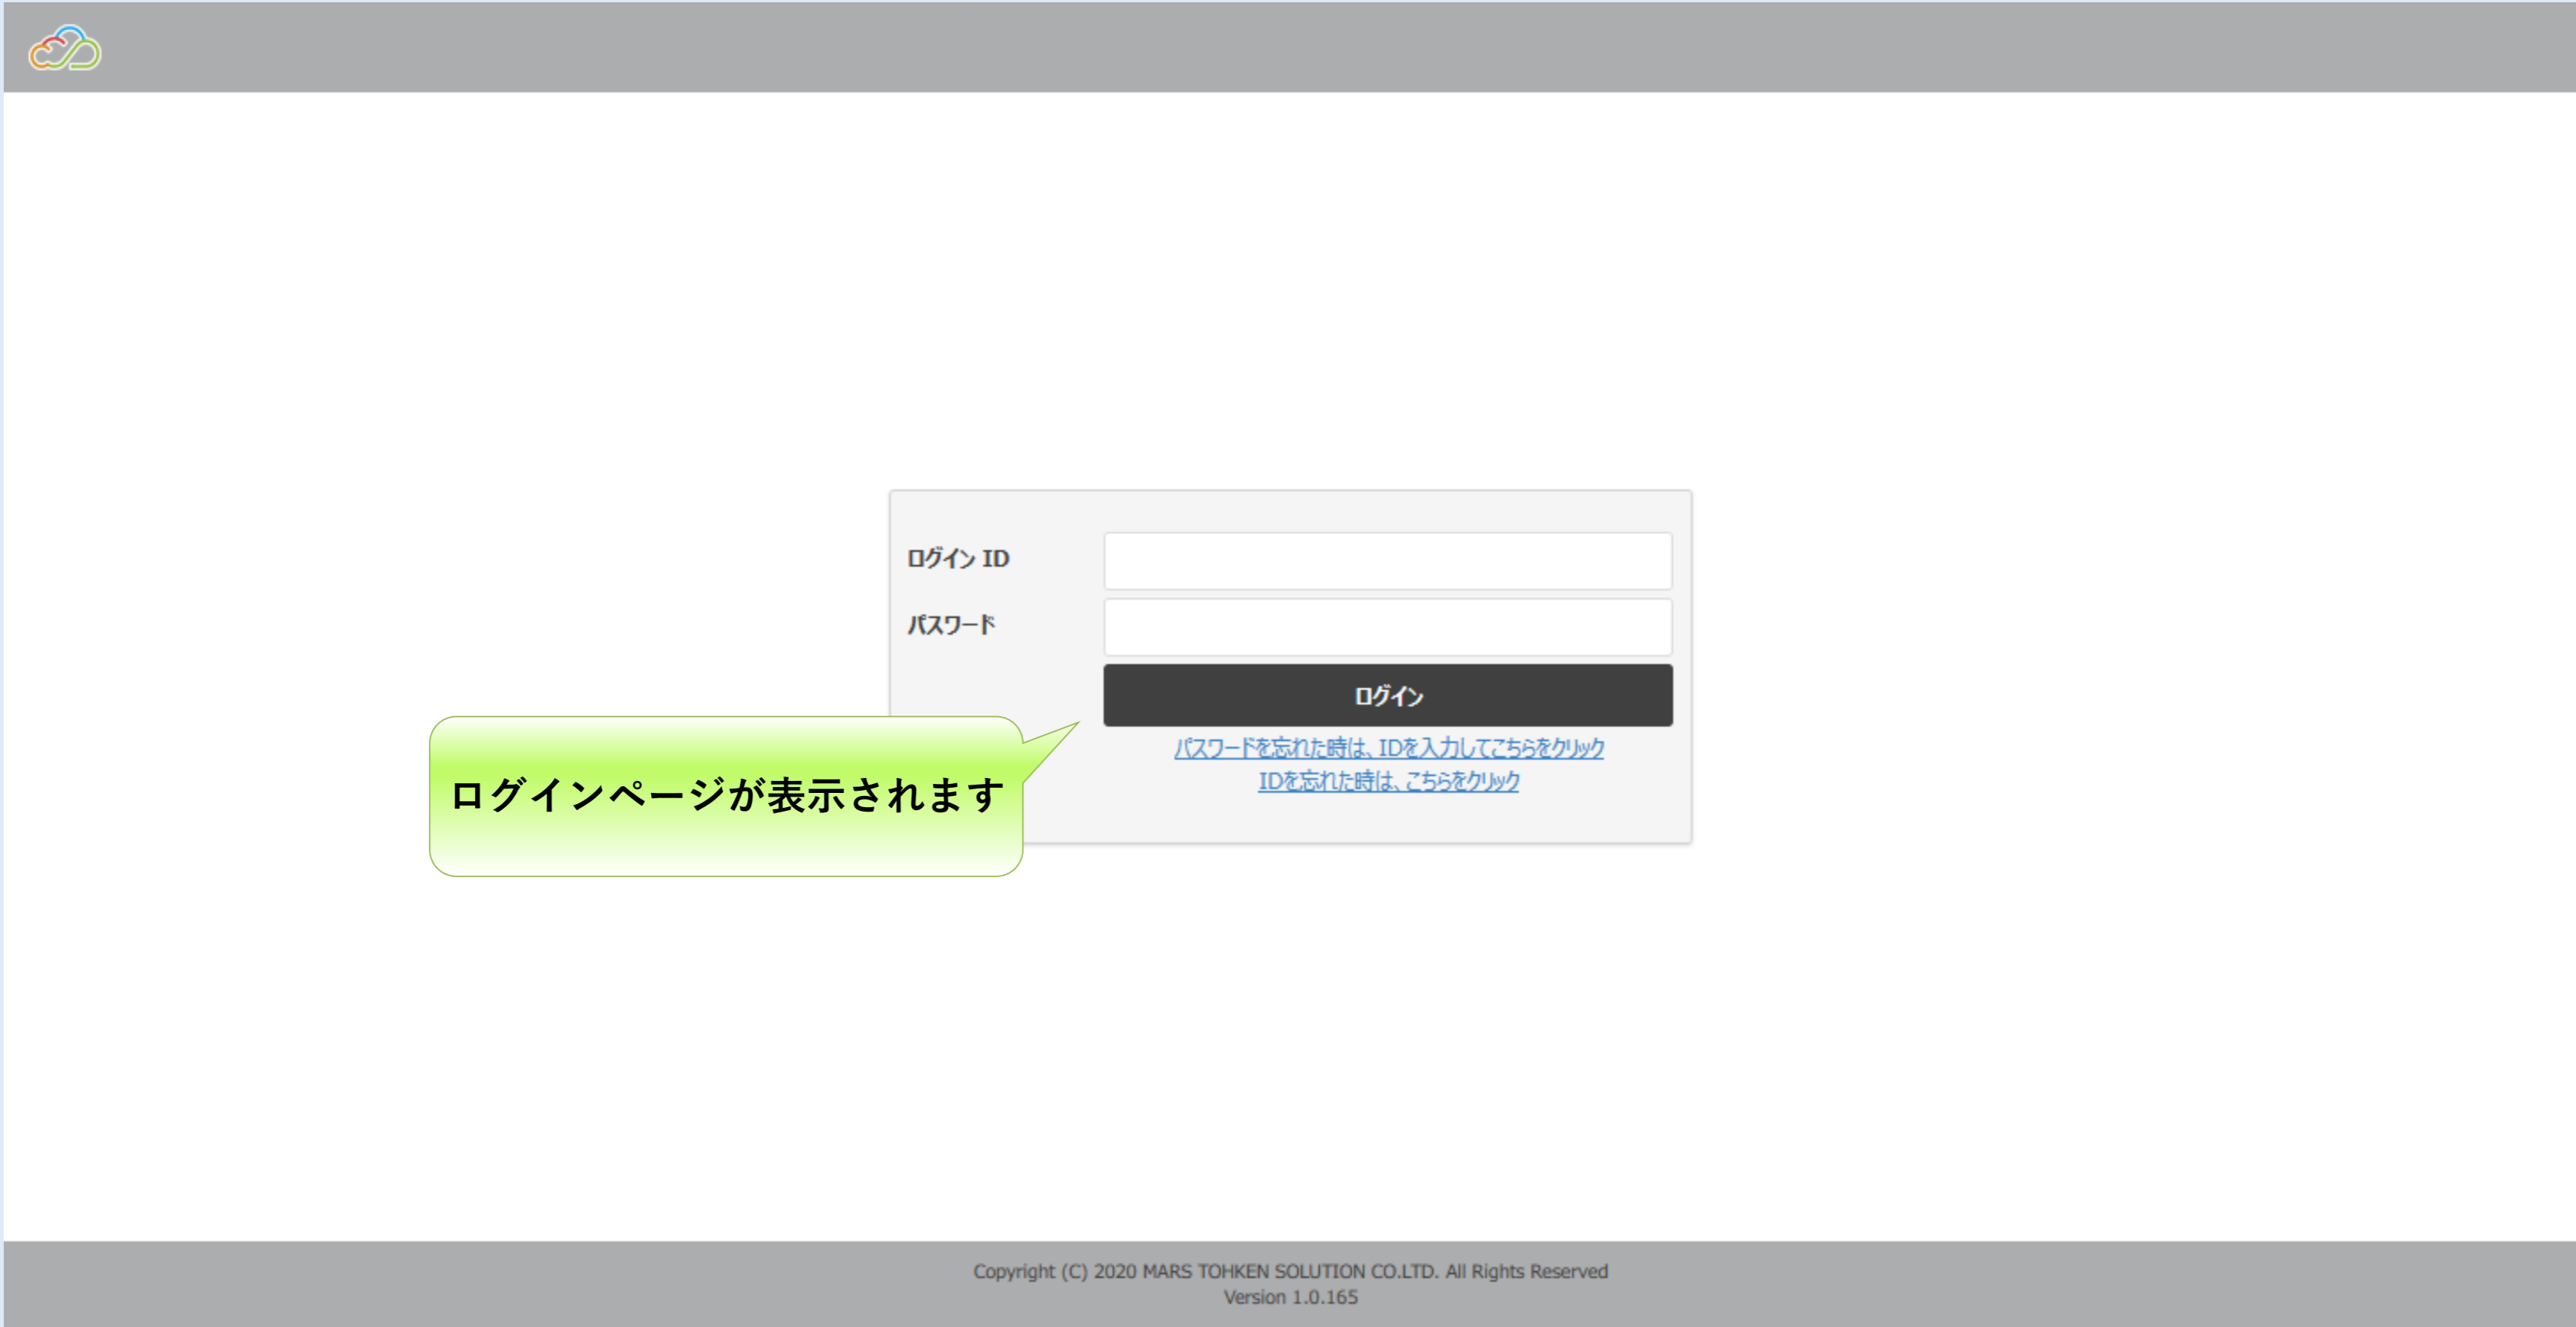 ログイン ID
パスワード
ログイン
パスワードを忘れた時は、IDを入力してこちらをクリック
IDを忘れた時は、こちらをクリック
ログインページが表示されます
Copyright (C) 2020 MARS TOHKEN SOLUTION CO.LTD. All Rights Reserved
Version 1.0.165